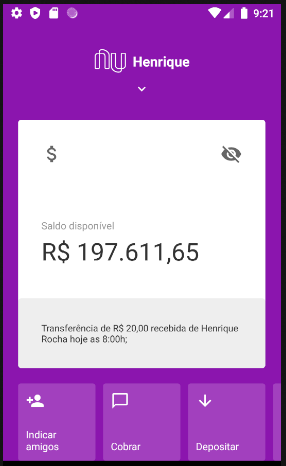 9:21
nu Henrique
$
Saldo disponível
R$ 197.611,65
Transferência de R$ 20,00 recebida de Henrique
Rocha hoje as 8:00h;
Indicar
amigos
Cobrar
Depositar